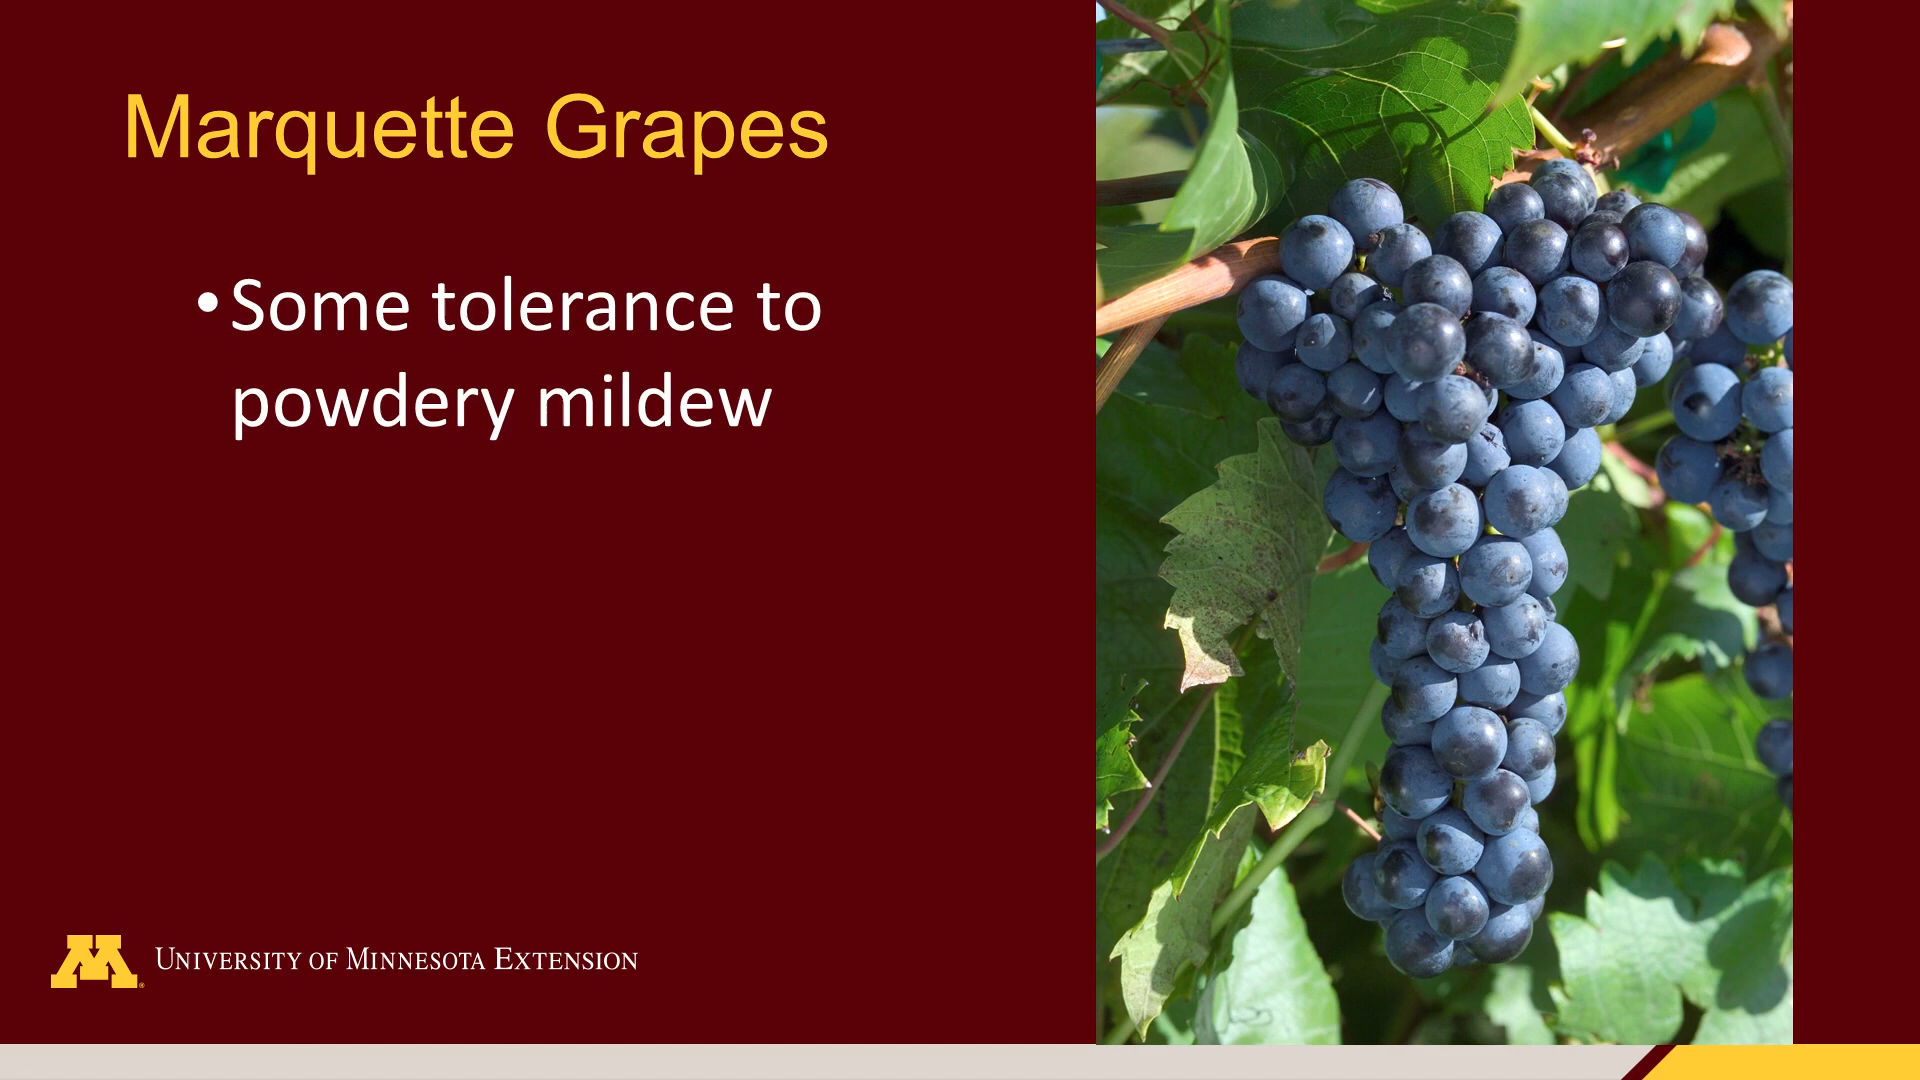 Marquette Grapes
•Some tolerance to
powdery mildew
M®
UNIVERSITY OF MINNESOTA EXTENSION